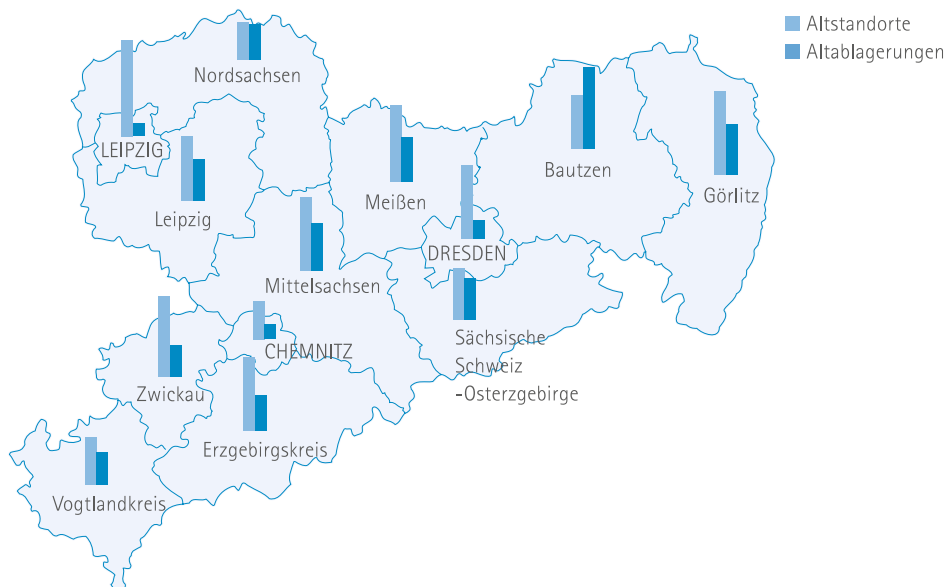 Altstandorte
Altablagerungen
Nordsachsen
LEIPZIG
Leipzig
Meißen
Bautzen
Görlitz
DRESDEN
Mittelsachsen
Sächsische
Schweiz
-Osterzgebirge
CHEMNITZ
Zwickau
Erzgebirgskreis
Vogtlandkreis